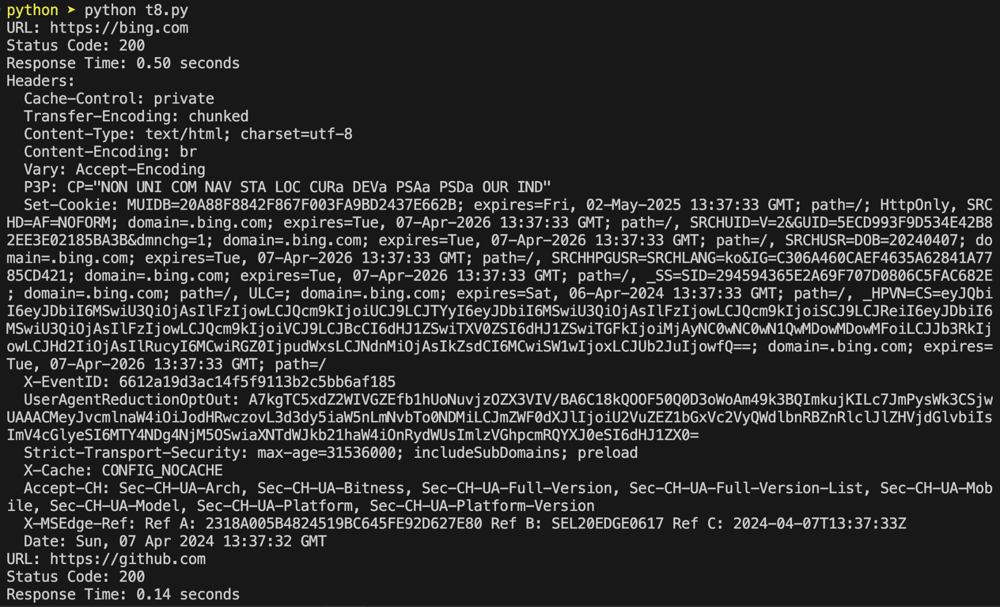 python ➤ python t8.py
URL: https://bing.com
Status Code: 200
Response Time: 0.50 seconds
Headers:
  Cache-Control: private
  Transfer-Encoding: chunked
  Content-Type: text/html; charset=utf-8
  Content-Encoding: br
  Vary: Accept-Encoding
  P3P: CP="NON UNI COM NAV STA LOC CURa DEVa PSAa PSDa OUR IND"
  Set-Cookie: MUIDB=20A88F8842F867F003FA9BD2437E662B; expires=Fri, 02-May-2025 13:37:33 GMT; path=/; HttpOnly, SRC
HD=AF=NOFORM; domain=.bing.com; expires=Tue, 07-Apr-2026 13:37:33 GMT; path=/, SRCHUID=V=2&GUID=5ECD993F9D534E42B8
2EE3E02185BA3B&dmnchg=1; domain=.bing.com; expires=Tue, 07-Apr-2026 13:37:33 GMT; path=/, SRCHUSR=DOB=20240407; do
main=.bing.com; expires=Tue, 07-Apr-2026 13:37:33 GMT; path=/, SRCHHPGUSR=SRCHLANG=ko&IG=C306A460CAEF4635A62841A77
85CD421; domain=.bing.com; expires=Tue, 07-Apr-2026 13:37:33 GMT; path=/, _SS=SID=294594365E2A69F707D0806C5FAC682E
; domain=.bing.com; path=/, ULC=; domain=.bing.com; expires=Sat, 06-Apr-2024 13:37:33 GMT; path=/, _HPVN=CS=eyJQbi
I6eyJDbiI6MSwiU3QiOjAsIlFzIjowLCJQcm9kIjoiUCJ9LCJTYyI6eyJDbiI6MSwiU3QiOjAsIlFzIjowLCJQcm9kIjoiSCJ9LCJReiI6eyJDbiI6
MSwiU3QiOjAsIlFzIjowLCJQcm9kIjoiVCJ9LCJBcCI6dHJ1ZSwiTXV0ZSI6dHJ1ZSwiTGFkIjoiMjAyNC0wNC0wN1QwMDowMDowMFoiLCJJb3RkIj
owLCJHd2IiOjAsIlRucyI6MCwiRGZ0IjpudWxsLCJNdnMiOjAsIkZsdCI6MCwiSW1wIjoxLCJUb2JuIjowfQ==; domain=.bing.com; expires=
Tue, 07-Apr-2026 13:37:33 GMT; path=/
  X-EventID: 6612a19d3ac14f5f9113b2c5bb6af185
  UserAgentReductionOptOut: A7kgTC5xdZ2WIVGZEfb1hUoNuvjzOZX3VIV/BA6C18kQOOF50Q0D3oWoAm49k3BQImkujKILc7JmPysWk3CSjw
UAAACMeyJvcmlnaW4iOiJodHRwczovL3d3dy5iaW5nLmNvbTo0NDMiLCJmZWF0dXJlIjoiU2VuZEZ1bGxVc2VyQWdlbnRBZnRlclJlZHVjdGlvbiIs
ImV4cGlyeSI6MTY4NDg4NjM5OSwiaXNTdWJkb21haW4iOnRydWUsImlzVGhpcmRQYXJ0eSI6dHJ1ZX0=
  Strict-Transport-Security: max-age=31536000; includeSubDomains; preload
  X-Cache: CONFIG_NOCACHE
  Accept-CH: Sec-CH-UA-Arch, Sec-CH-UA-Bitness, Sec-CH-UA-Full-Version, Sec-CH-UA-Full-Version-List, Sec-CH-UA-Mob
ile, Sec-CH-UA-Model, Sec-CH-UA-Platform, Sec-CH-UA-Platform-Version
  X-MSEdge-Ref: Ref A: 2318A005B4824519BC645FE92D627E80 Ref B: SEL20EDGE0617 Ref C: 2024-04-07T13:37:33Z
  Date: Sun, 07 Apr 2024 13:37:32 GMT
URL: https://github.com
Status Code: 200
Response Time: 0.14 seconds